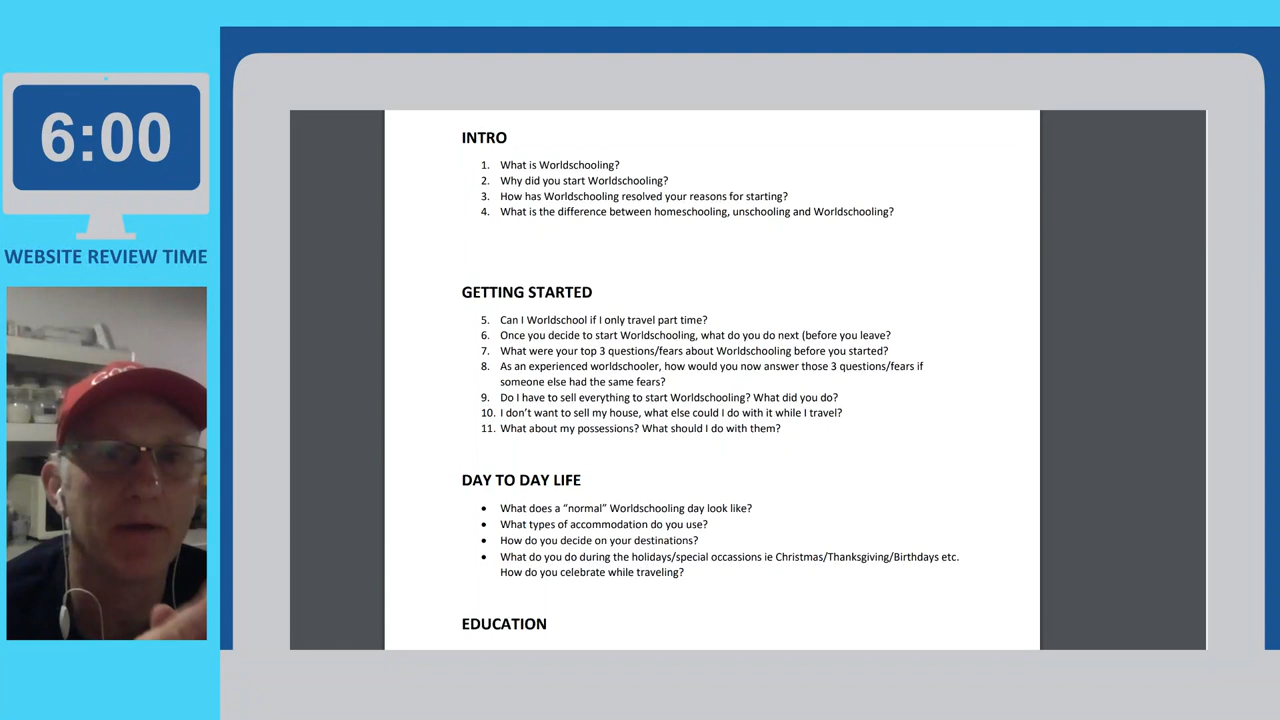 6:00
WEBSITE REVIEW TIME
INTRO
1. What is Worldschooling?
2. Why did you start Worldschooling?
3. How has Worldschooling resolved your reasons for starting?
4. What is the difference between homeschooling, unschooling and Worldschooling?
GETTING STARTED
5. Can I Worldschool if I only travel part time?
6. Once you decide to start Worldschooling, what do you do next (before you leave?
7. What were your top 3 questions/fears about Worldschooling before you started?
8. As an experienced worldschooler, how would you now answer those 3 questions/fears if
someone else had the same fears?
9. Do I have to sell everything to start Worldschooling? What did you do?
10. I don’t want to sell my house, what else could I do with it while I travel?
11. What about my possessions? What should I do with them?
DAY TO DAY LIFE
• What does a “normal” Worldschooling day look like?
• What types of accommodation do you use?
• How do you decide on your destinations?
• What do you do during the holidays/special occassions ie Christmas/Thanksgiving/Birthdays etc.
How do you celebrate while traveling?
EDUCATION